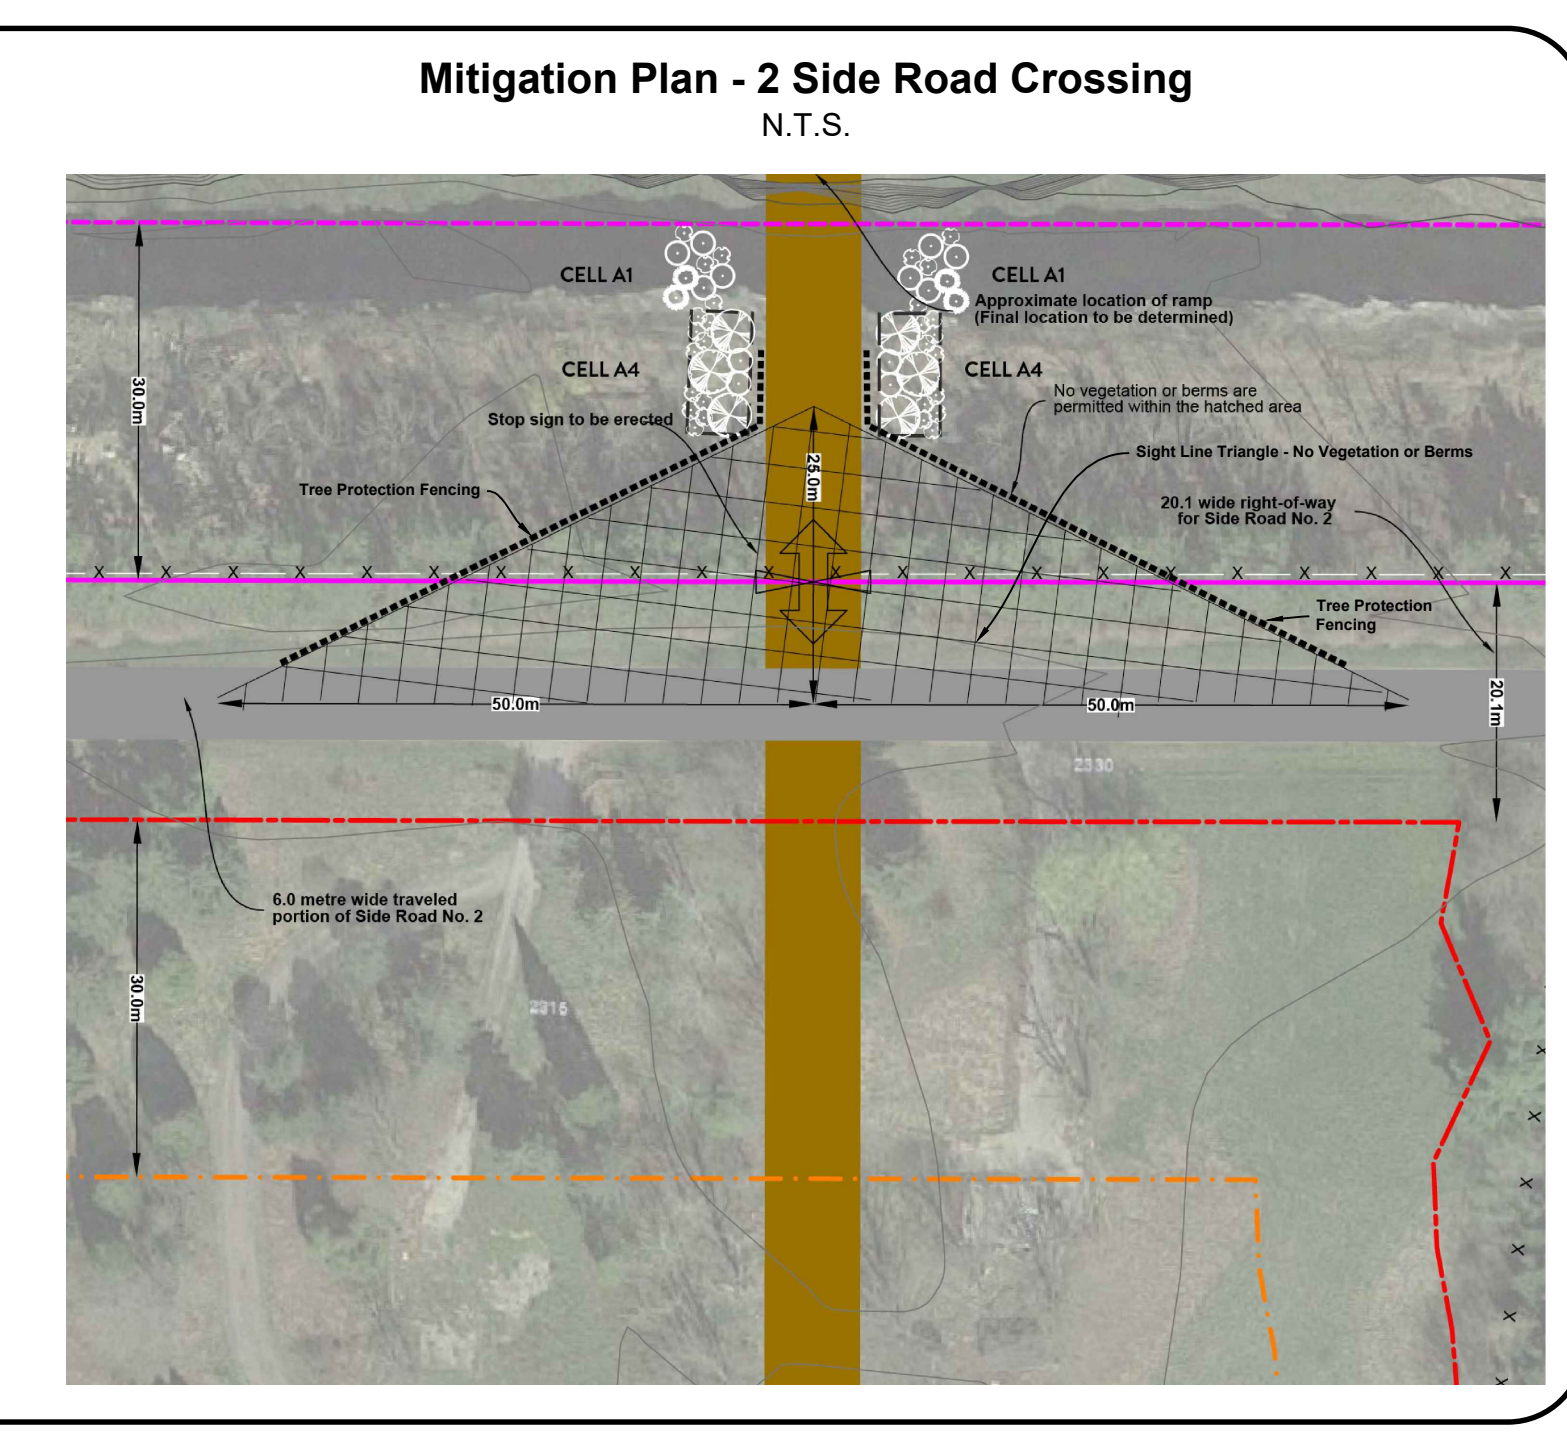 Mitigation Plan - 2 Side Road Crossing
N.T.S.
CELL A1
CELL A1
Approximate location of ramp
(Final location to be determined)
30.0m
CELL A4
CELL A4
No vegetation or berms are
permitted within the hatched area
Stop sign to be erected
25.0m
Sight Line Triangle - No Vegetation or Berms
Tree Protection Fencing
20.1 wide right-of-way
for Side Road No. 2
Tree Protection
Fencing
50.0m
50.0m
20.1m
2330
6.0 metre wide traveled
portion of Side Road No. 2
30.0m
2315